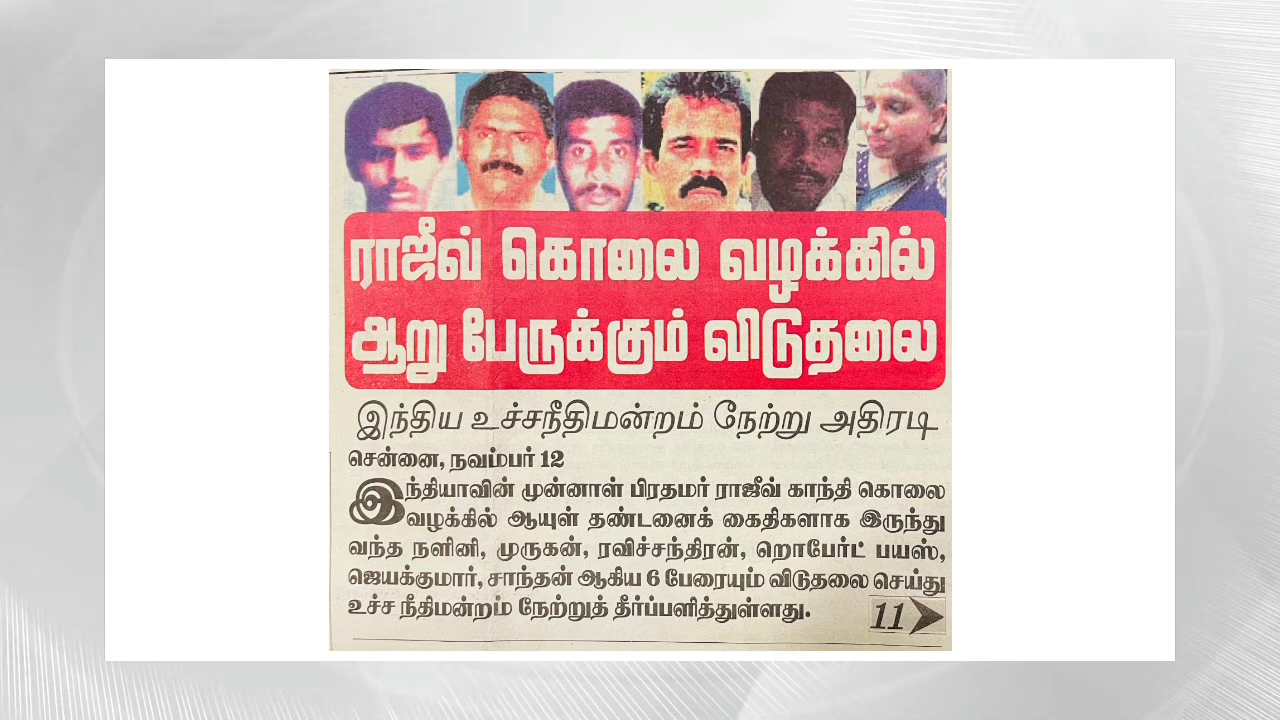 ராஜீவ் கொலை வழக்கில்
ஆறு பேருக்கும் விடுதலை
இந்திய உச்சநீதிமன்றம் நேற்று அதிரடி
சென்னை, நவம்பர் 12
இந்தியாவின் முன்னாள் பிரதமர் ராஜீவ் காந்தி கொலை
வழக்கில் ஆயுள் தண்டனைக் கைதிகளாக இருந்து
வந்த நளினி, முருகன், ரவிச்சந்திரன், றொபேர்ட் பயஸ்,
ஜெயக்குமார், சாந்தன் ஆகிய 6 பேரையும் விடுதலை செய்து
உச்ச நீதிமன்றம் நேற்றுத் தீர்ப்பளித்துள்ளது.
11